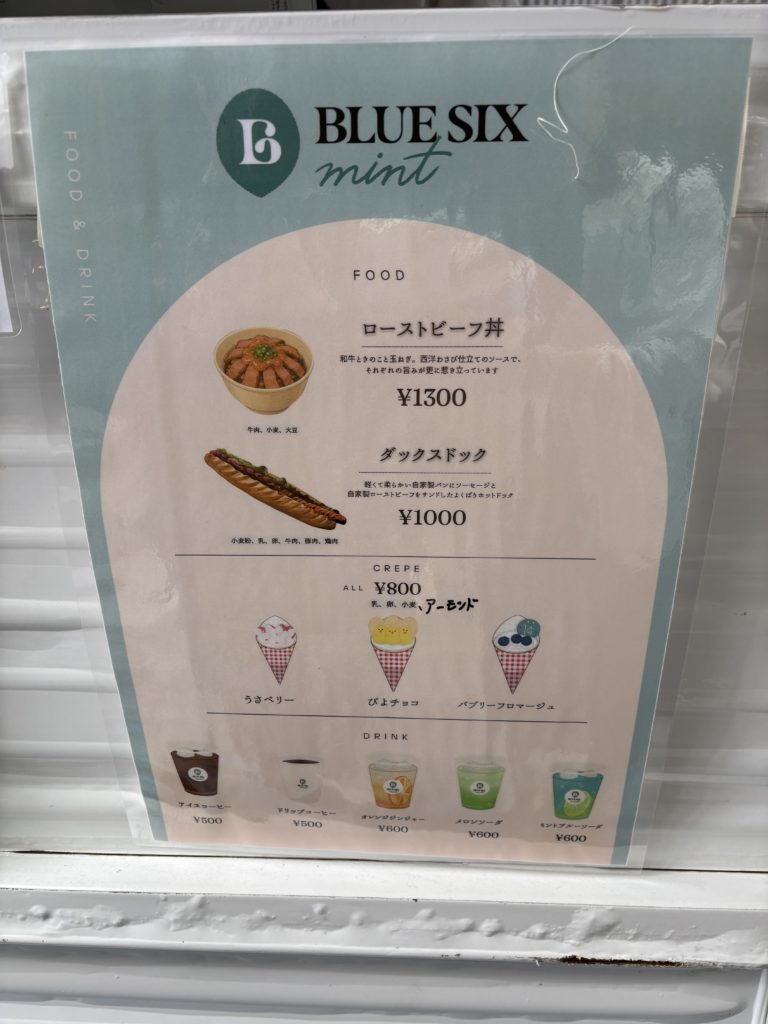 FOOD & DRINK
B
BLUE SIX
mint
FOOD
ローストビーフ丼
和牛ときのこと玉ねぎ。西洋わさび仕立てのソースで、
それぞれの旨みが更に惹き立っています
¥1300
牛肉、小麦、大豆
ダックスドック
軽くて柔らかい自家製パンにソーセージと
自家製ローストビーフをサンドしたよくばりホットドック
¥1000
小麦粉、乳、卵、牛肉、豚肉、鶏肉
CREPE
ALL ¥800
乳、卵、小麦、アーモンド
うさベリー
ぴよチョコ
バブリーフロマージュ
DRINK
アイスコーヒー
¥500
ドリップコーヒー
¥500
オレンジジンジャー
¥600
メロンソーダ
¥600
ミントブルーソーダ
¥600